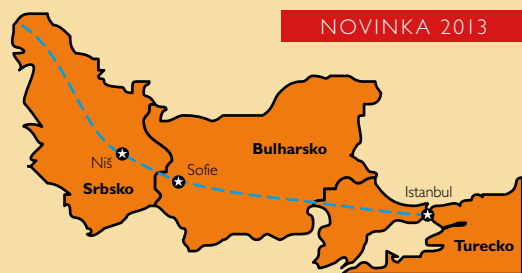 NOVINKA 2013
Bulharsko
Niš
Sofie
Srbsko
Istanbul
Turecko